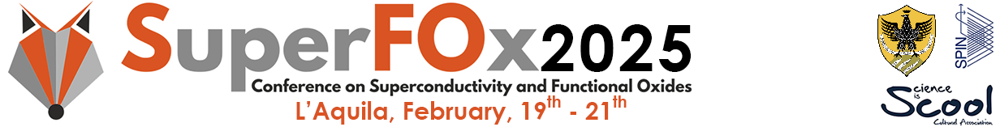 SuperFOx2025
Conference on Superconductivity and Functional Oxides
L'Aquila, February, 19th - 21th
SPIN
Science
is
Scool
Cultural Association